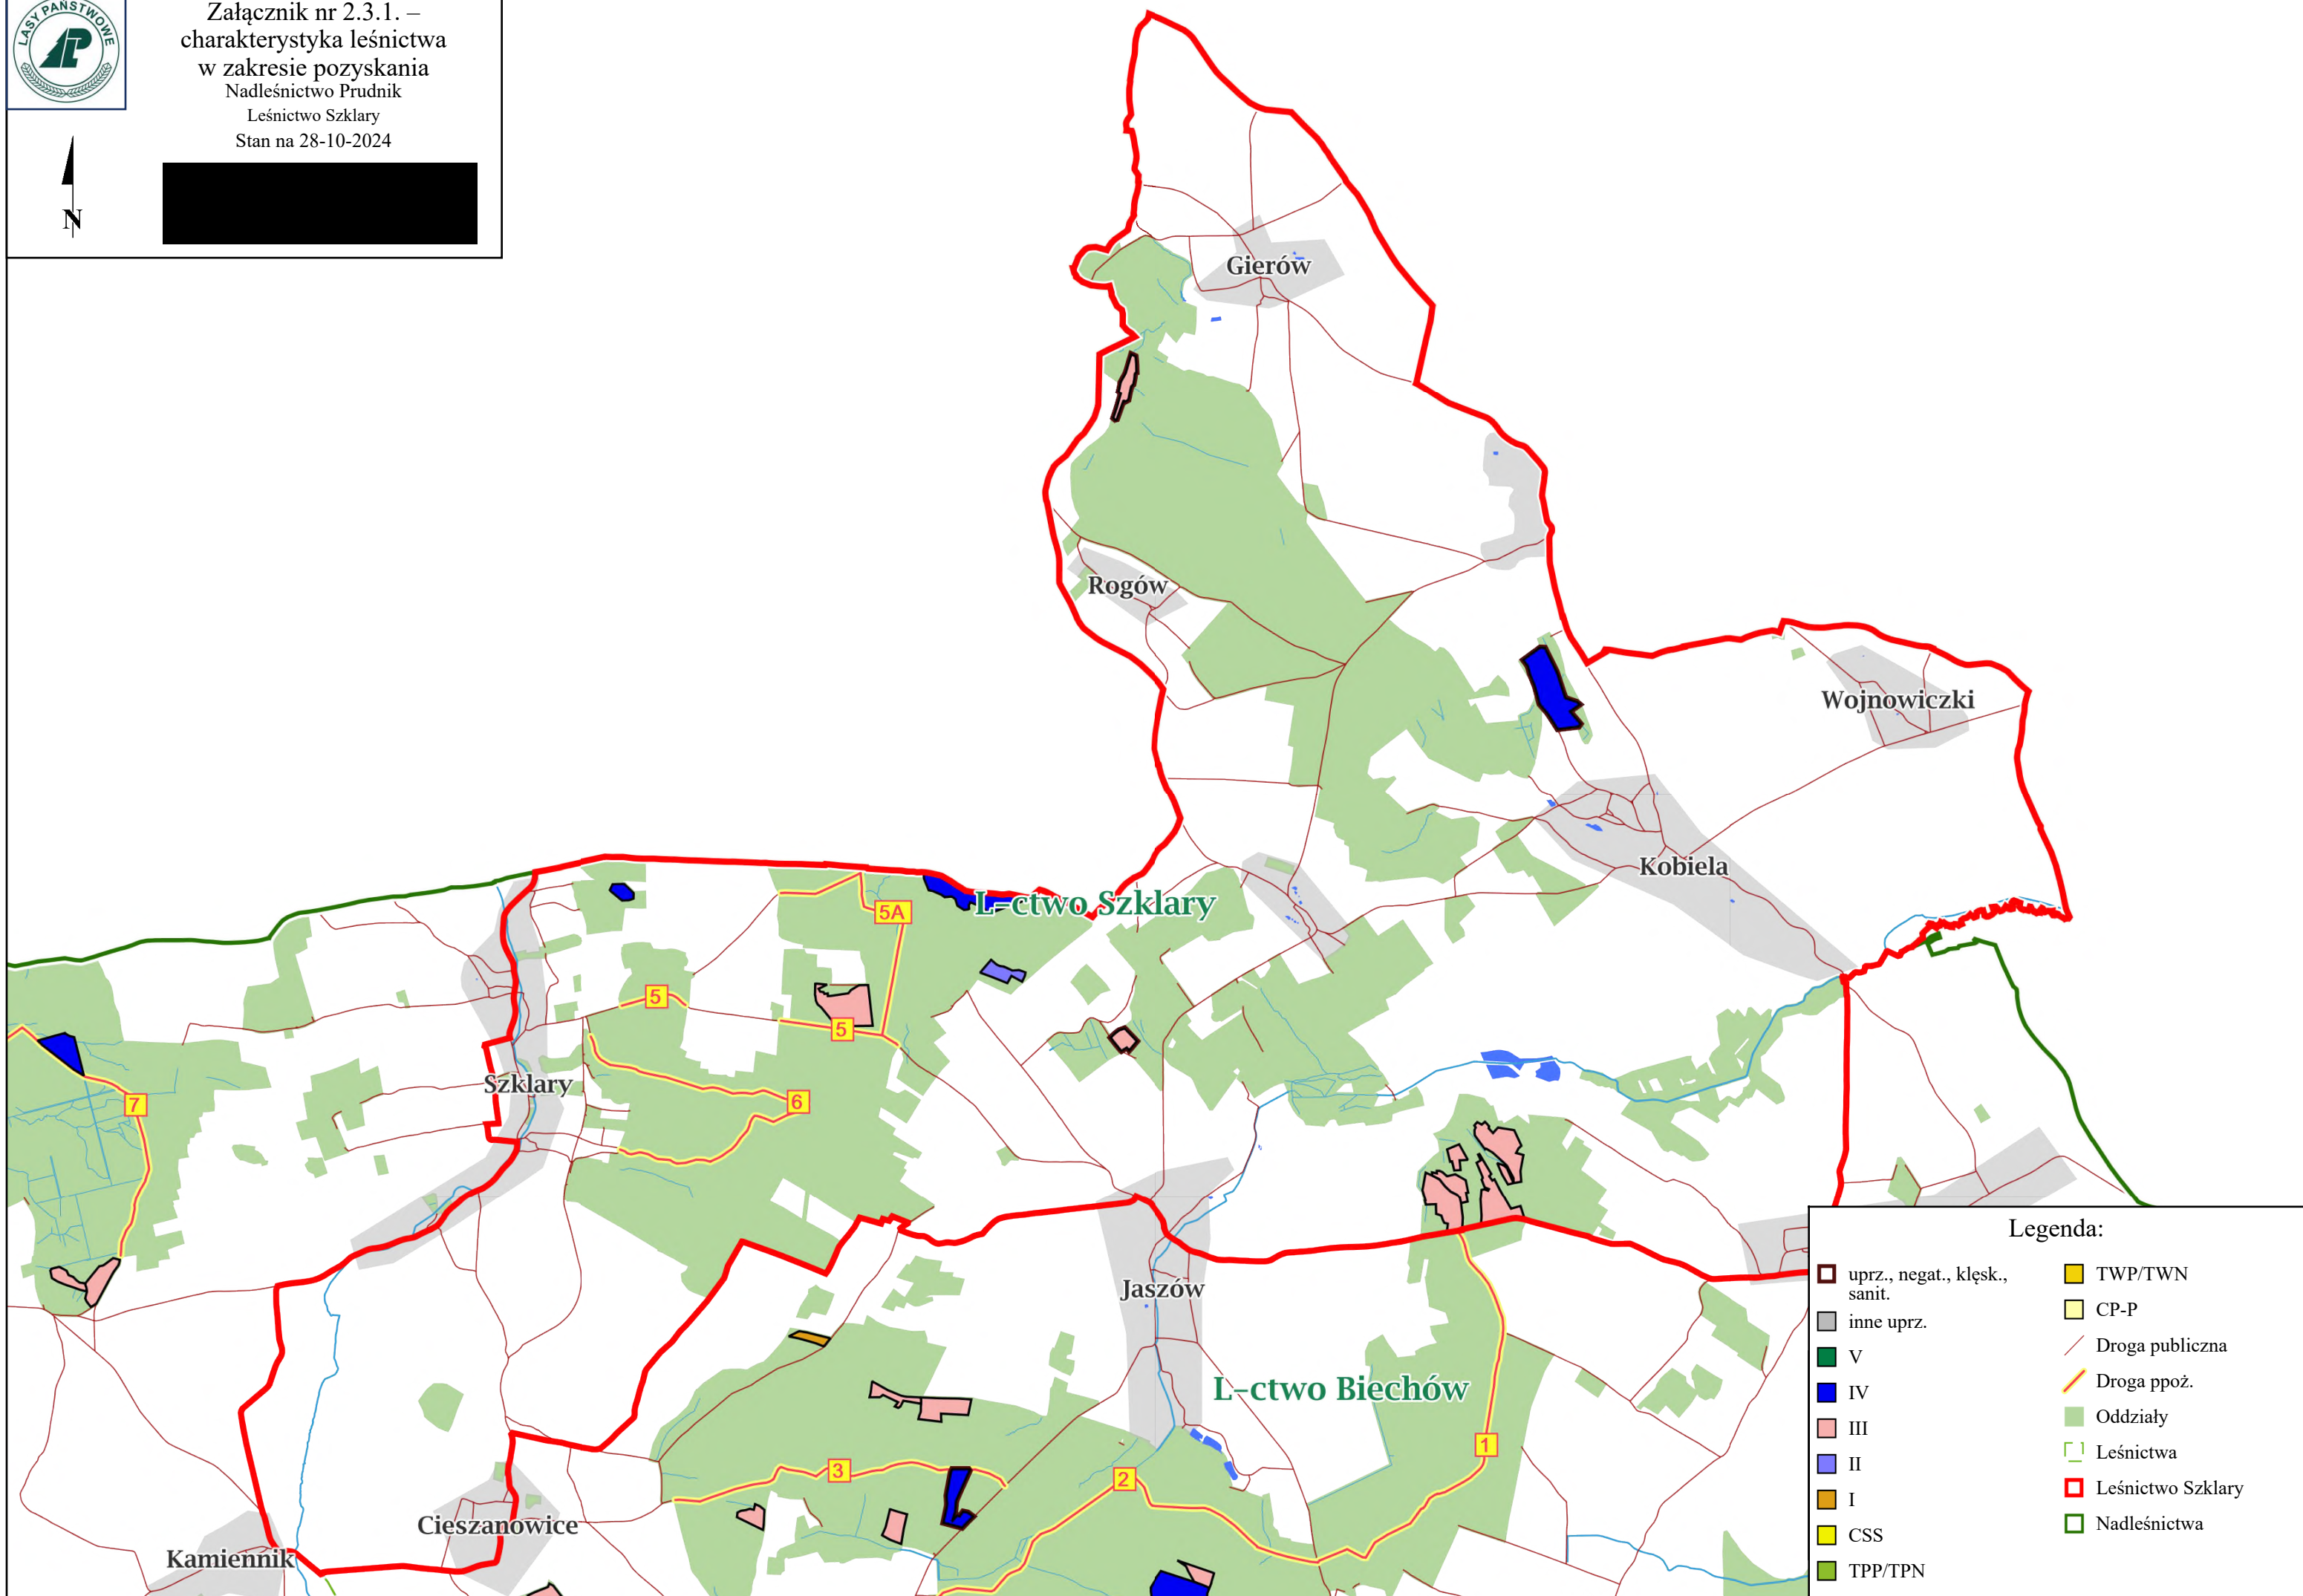 LASY PAŃSTWOWE
Załącznik nr 2.3.1. –
charakterystyka leśnictwa
w zakresie pozyskania
Nadleśnictwo Prudnik
Leśnictwo Szklary
Stan na 28-10-2024
N
Gierów
Rogów
Wojnowiczki
Kobiela
L-ctwo Szklary
5A
5
5
7
Szklary
6
Jaszów
L-ctwo Biechów
1
3
2
Cieszanowice
Kamiennik
Legenda:
uprz., negat., klęsk.,
sanit.
inne uprz.
V
IV
III
II
I
CSS
TPP/TPN
TWP/TWN
CP-P
Droga publiczna
Droga ppoż.
Oddziały
Leśnictwa
Leśnictwo Szklary
Nadleśnictwa